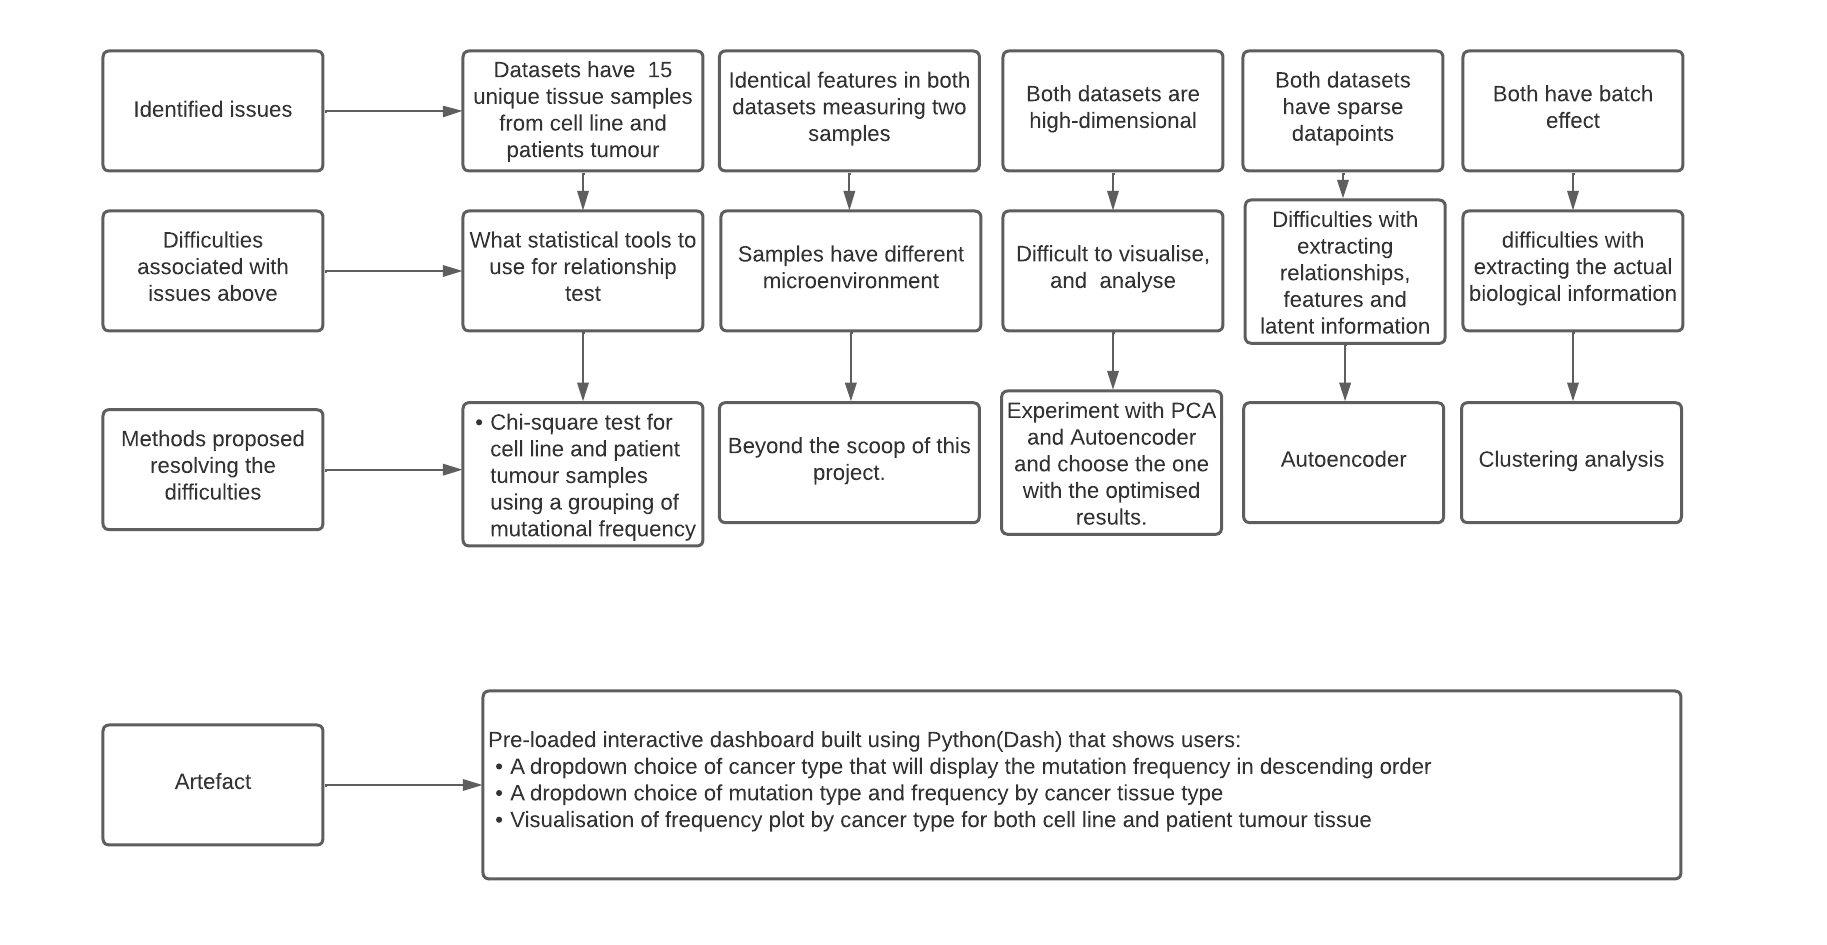 Identified issues
Datasets have  15
unique tissue samples
from cell line and
patients tumour
Identical features in both
datasets measuring two
samples
Both datasets are
high-dimensional
Both datasets
have sparse
datapoints
Both have batch
effect
Difficulties
associated with
issues above
What statistical tools to
use for relationship
test
Samples have different
microenvironment
Difficult to visualise,
and  analyse
Difficulties with
extracting
relationships,
features and
latent information
difficulties with
extracting the actual
biological information
Methods proposed
resolving the
difficulties
• Chi-square test for
cell line and patient
tumour samples
using a grouping of
mutational frequency
Beyond the scoop of this
project.
Experiment with PCA
and Autoencoder
and choose the one
with the optimised
results.
Autoencoder
Clustering analysis
Artefact
Pre-loaded interactive dashboard built using Python(Dash) that shows users:
• A dropdown choice of cancer type that will display the mutation frequency in descending order
• A dropdown choice of mutation type and frequency by cancer tissue type
• Visualisation of frequency plot by cancer type for both cell line and patient tumour tissue